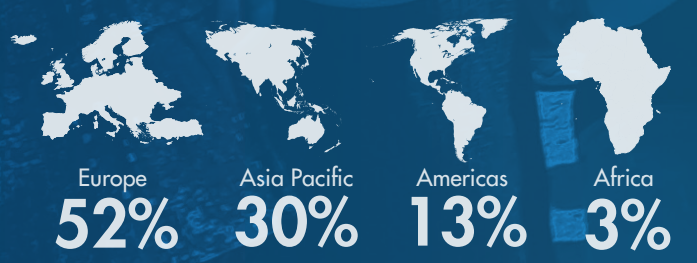 Europe
52%
Asia Pacific
30%
Americas
13%
Africa
3%